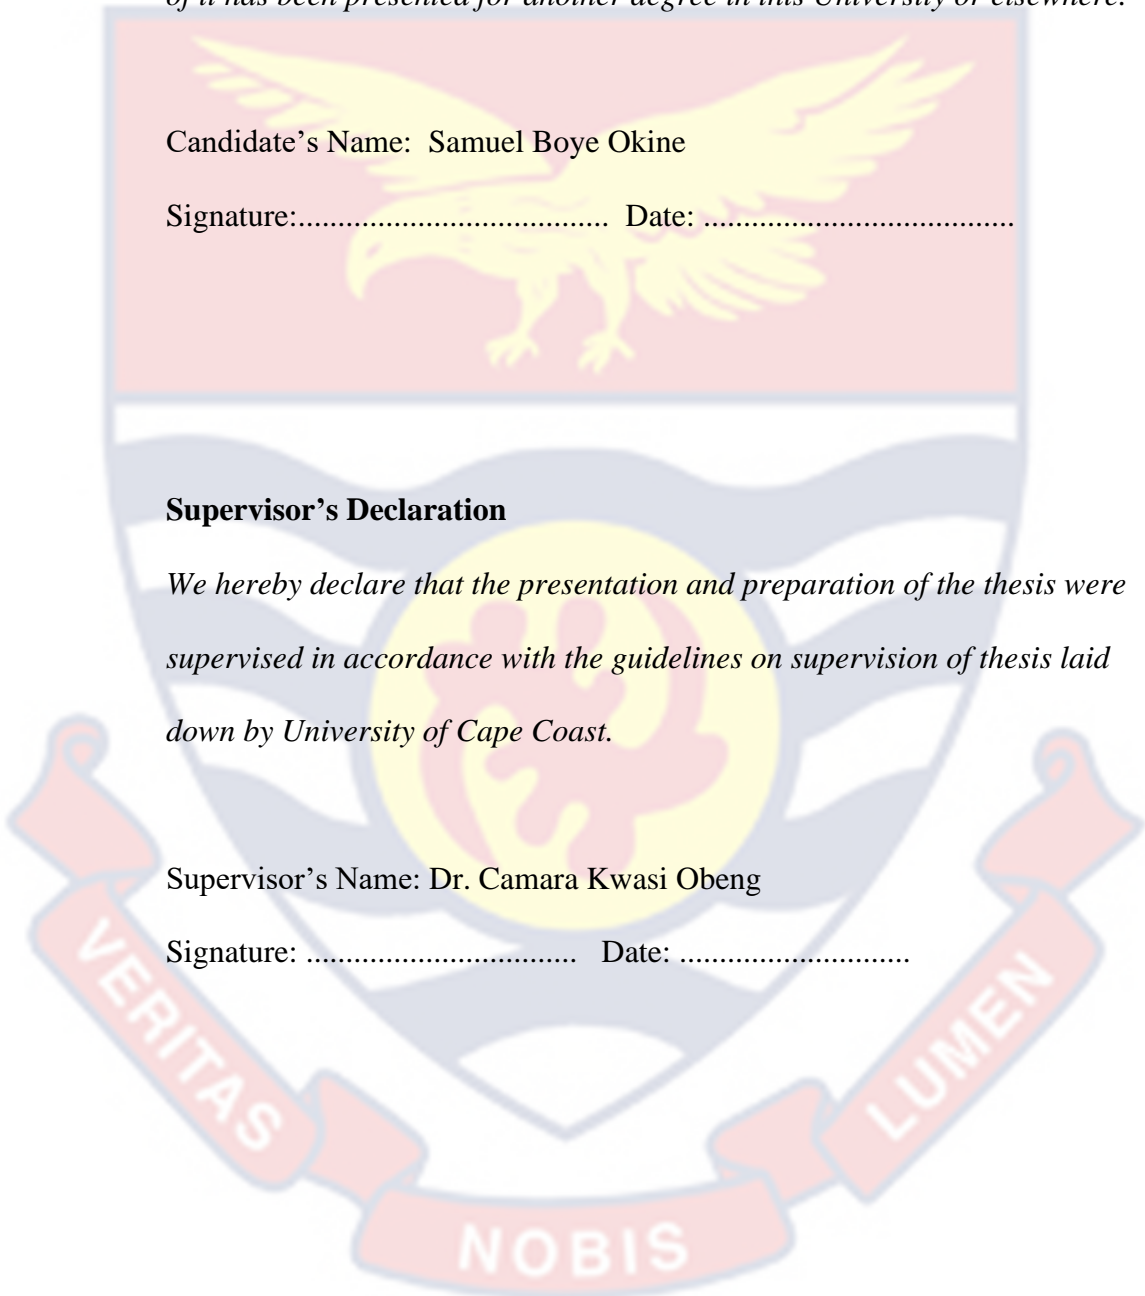 of it has been presented for another degree in this University or elsewhere.
Candidate’s Name:  Samuel Boye Okine
Signature:.................................. Date: ..................................
Supervisor’s Declaration
We hereby declare that the presentation and preparation of the thesis were
supervised in accordance with the guidelines on supervision of thesis laid
down by University of Cape Coast.
Supervisor’s Name: Dr. Camara Kwasi Obeng
Signature: .............................. Date: ..........................
VERITAS
NOBIS
LUMEN